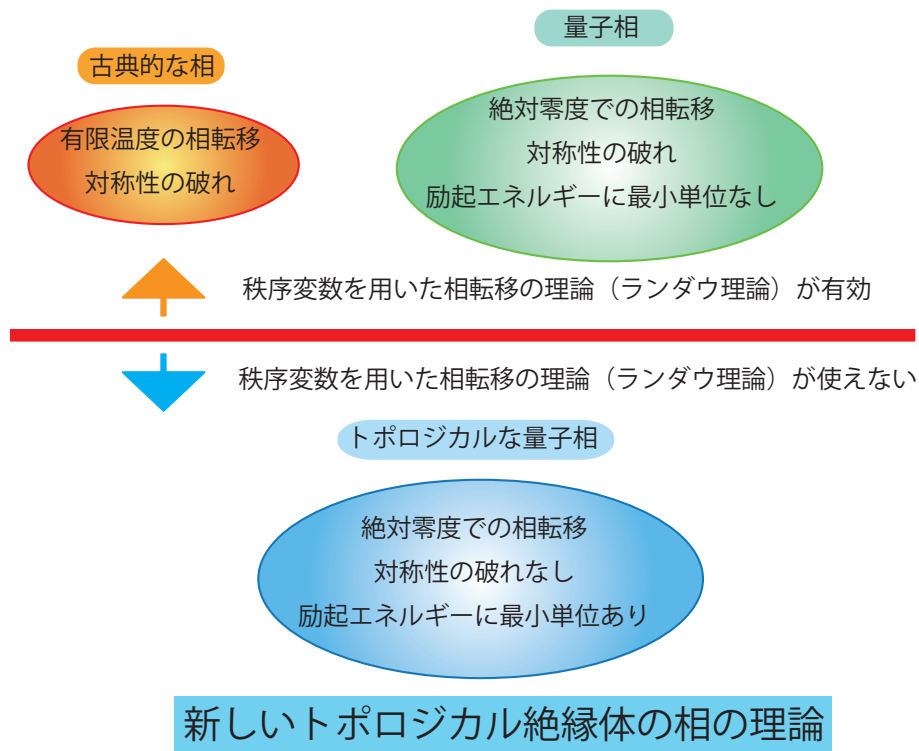 量子相
古典的な相
絶対零度での相転移
対称性の破れ
励起エネルギーに最小単位なし
有限温度の相転移
対称性の破れ
秩序変数を用いた相転移の理論（ランダウ理論）が有効
秩序変数を用いた相転移の理論（ランダウ理論）が使えない
トポロジカルな量子相
絶対零度での相転移
対称性の破れなし
励起エネルギーに最小単位あり
新しいトポロジカル絶縁体の相の理論